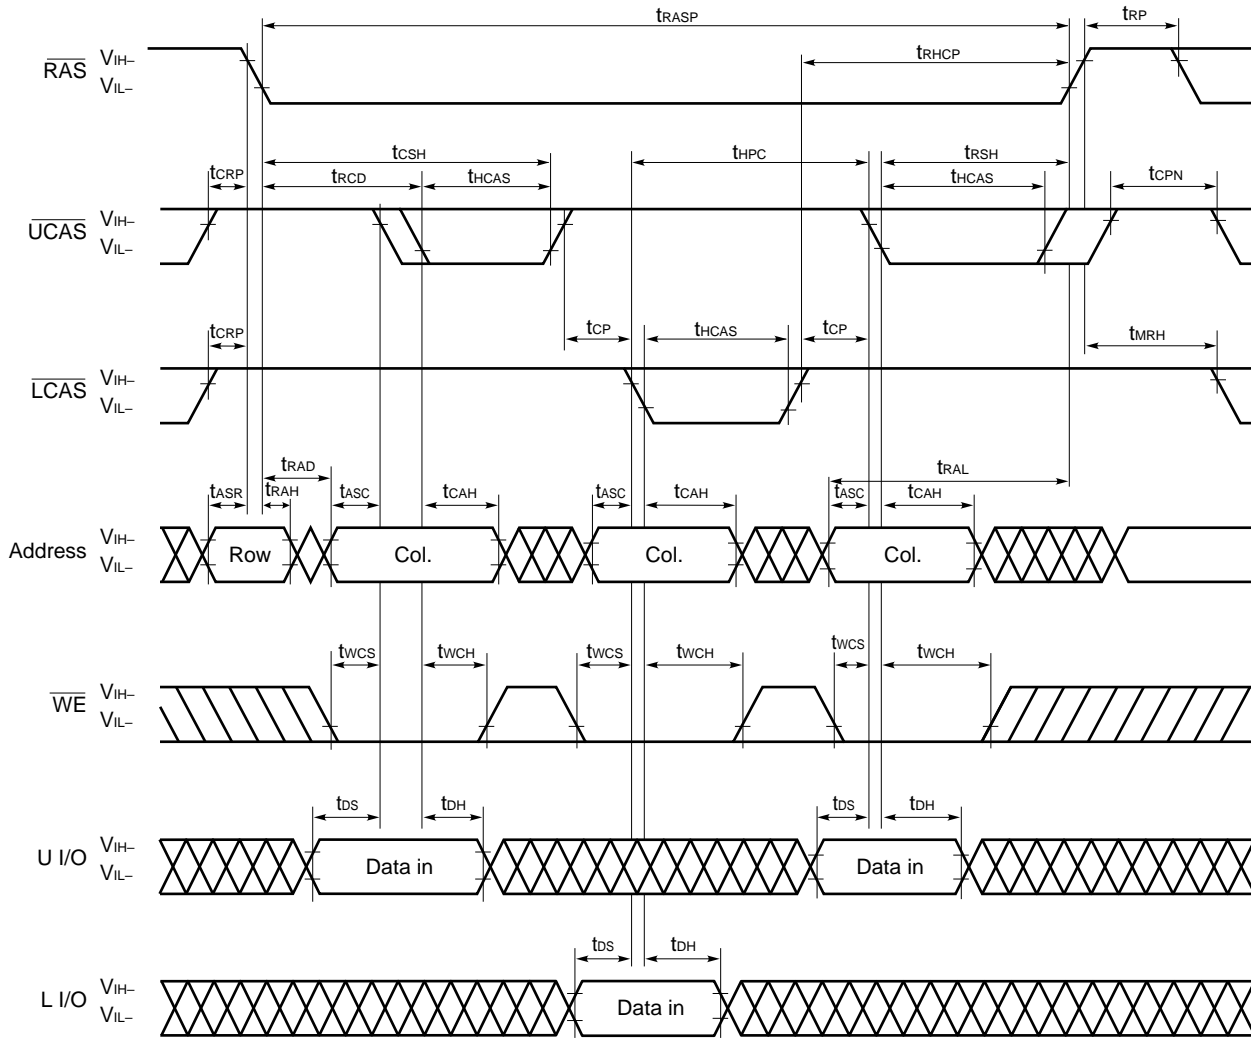 tRASP tRP
tRHCP
RAS VIH–
VIL–
tCSH tHPC tRSH
tCRP tRCD tHCAS tHCAS tCPN
UCAS VIH–
VIL–
tCRP tCP tHCAS tCP tMRH
LCAS VIH–
VIL–
tRAD tRAL
tASR tRAH tASC tCAH tASC tCAH tASC tCAH
Address VIH–
VIL–
Row Col. Col. Col.
tWCS tWCH tWCS tWCH tWCS tWCH
WE VIH–
VIL–
tDS tDH tDS tDH
U I/O VIH–
VIL–
Data in Data in
tDS tDH
L I/O VIH–
VIL–
Data in